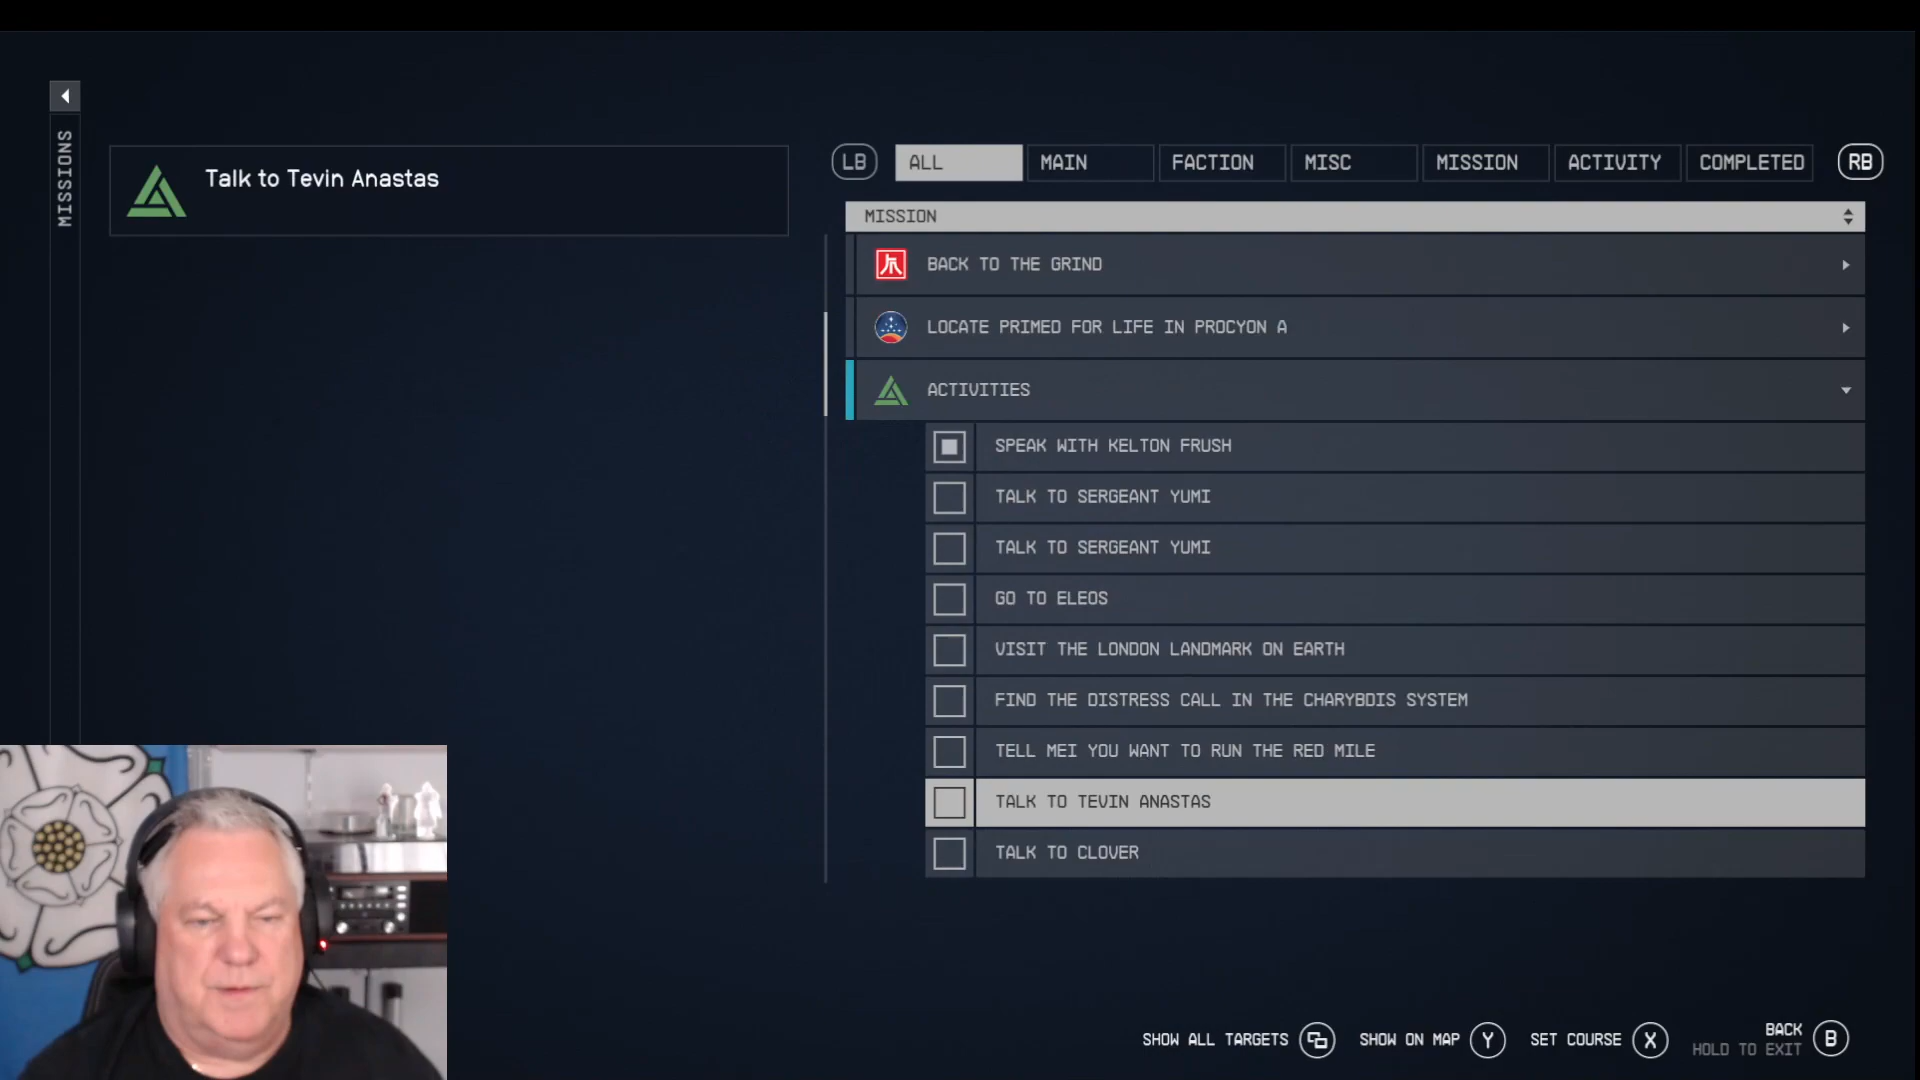 MISSIONS
Talk to Tevin Anastas
LB ALL MAIN FACTION MISC MISSION ACTIVITY COMPLETED RB
MISSION
BACK TO THE GRIND
LOCATE PRIMED FOR LIFE IN PROCYON A
ACTIVITIES
SPEAK WITH KELTON FRUSH
TALK TO SERGEANT YUMI
TALK TO SERGEANT YUMI
GO TO ELEOS
VISIT THE LONDON LANDMARK ON EARTH
FIND THE DISTRESS CALL IN THE CHARYBDIS SYSTEM
TELL MEI YOU WANT TO RUN THE RED MILE
TALK TO TEVIN ANASTAS
TALK TO CLOVER
SHOW ALL TARGETS SHOW ON MAP Y SET COURSE X BACK B
HOLD TO EXIT